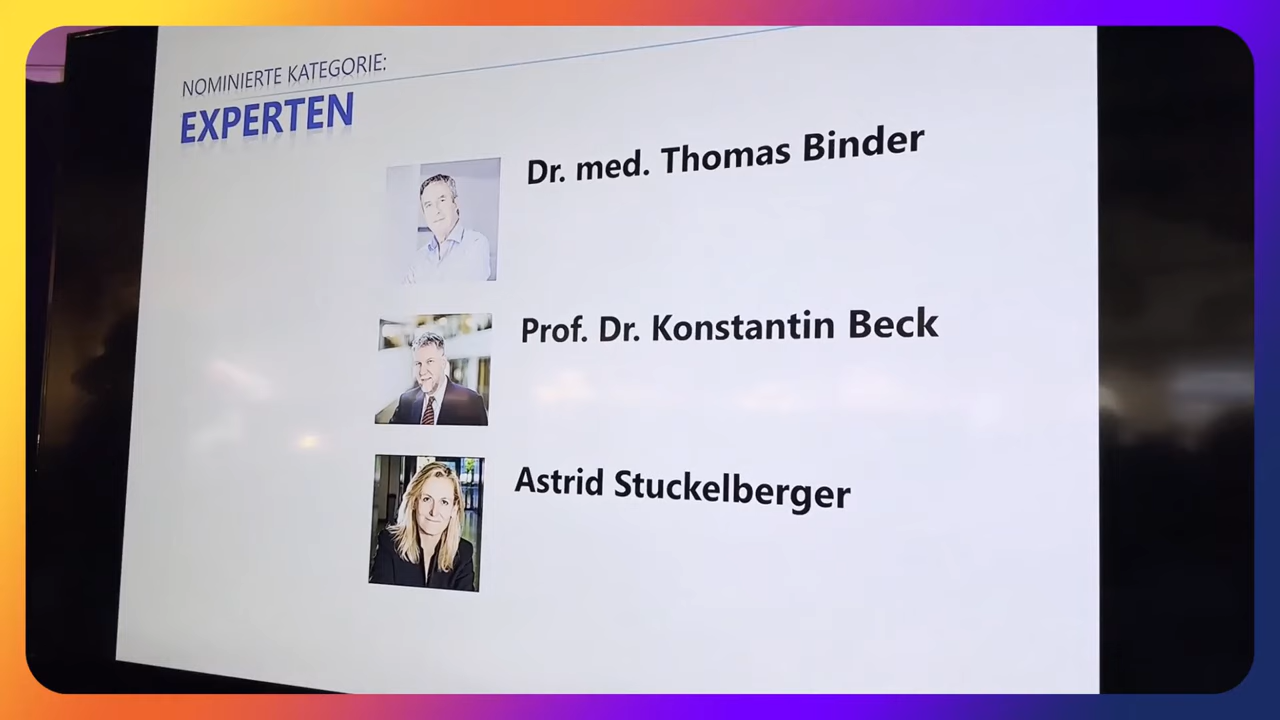 NOMINIERTE KATEGORIE:
EXPERTEN
Dr. med. Thomas Binder
Prof. Dr. Konstantin Beck
Astrid Stuckelberger